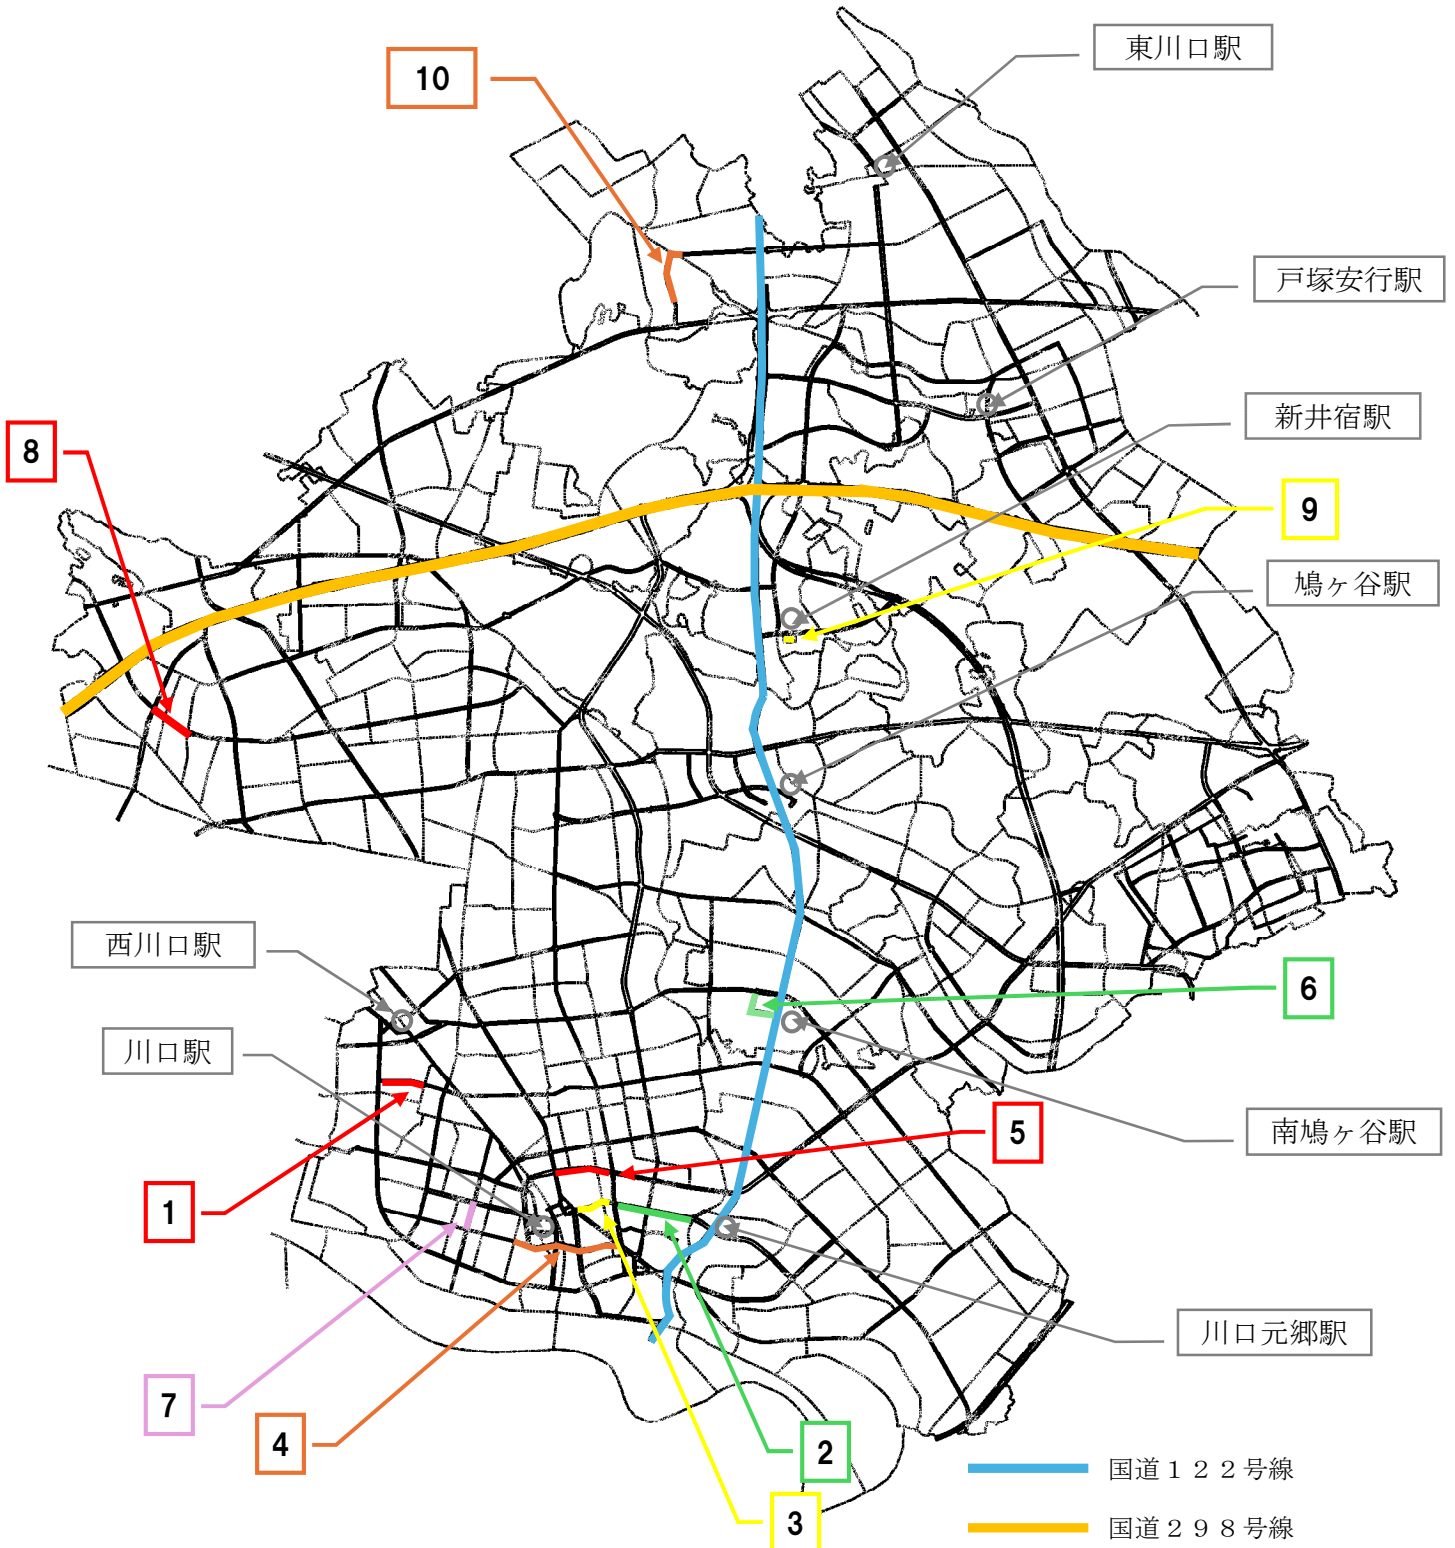 東川口駅
10
戸塚安行駅
新井宿駅
8
9
鳩ヶ谷駅
西川口駅
6
川口駅
5
南鳩ヶ谷駅
1
川口元郷駅
7
4
2
国道１２２号線
3
国道２９８号線